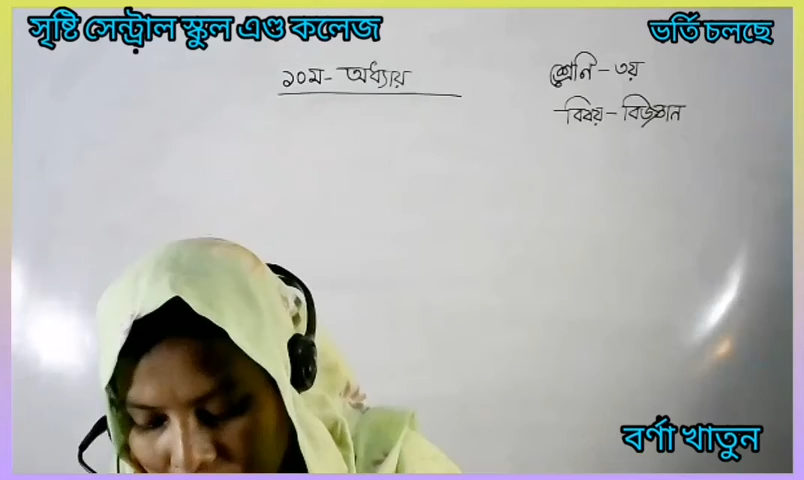 সৃষ্টি সেন্ট্রাল স্কুল এণ্ড কলেজ
ভর্তি চলছে
১০ম- অধ্যায়
শ্রেনি - ৩য়
বিষয় - বিজ্ঞান
বর্ণা খাতুন